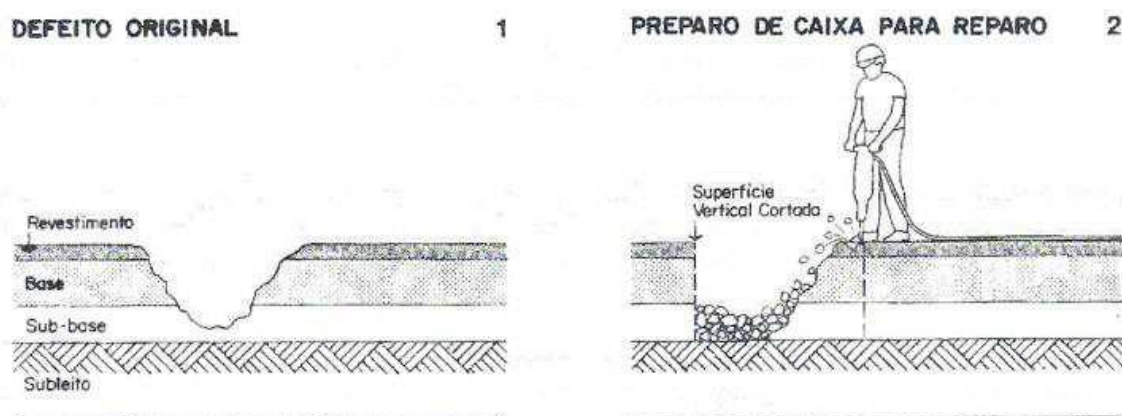 DEFEITO ORIGINAL 1
Revestimento
Base
Sub-base
Subleito
PREPARO DE CAIXA PARA REPARO 2
Superfície
Vertical Cortada